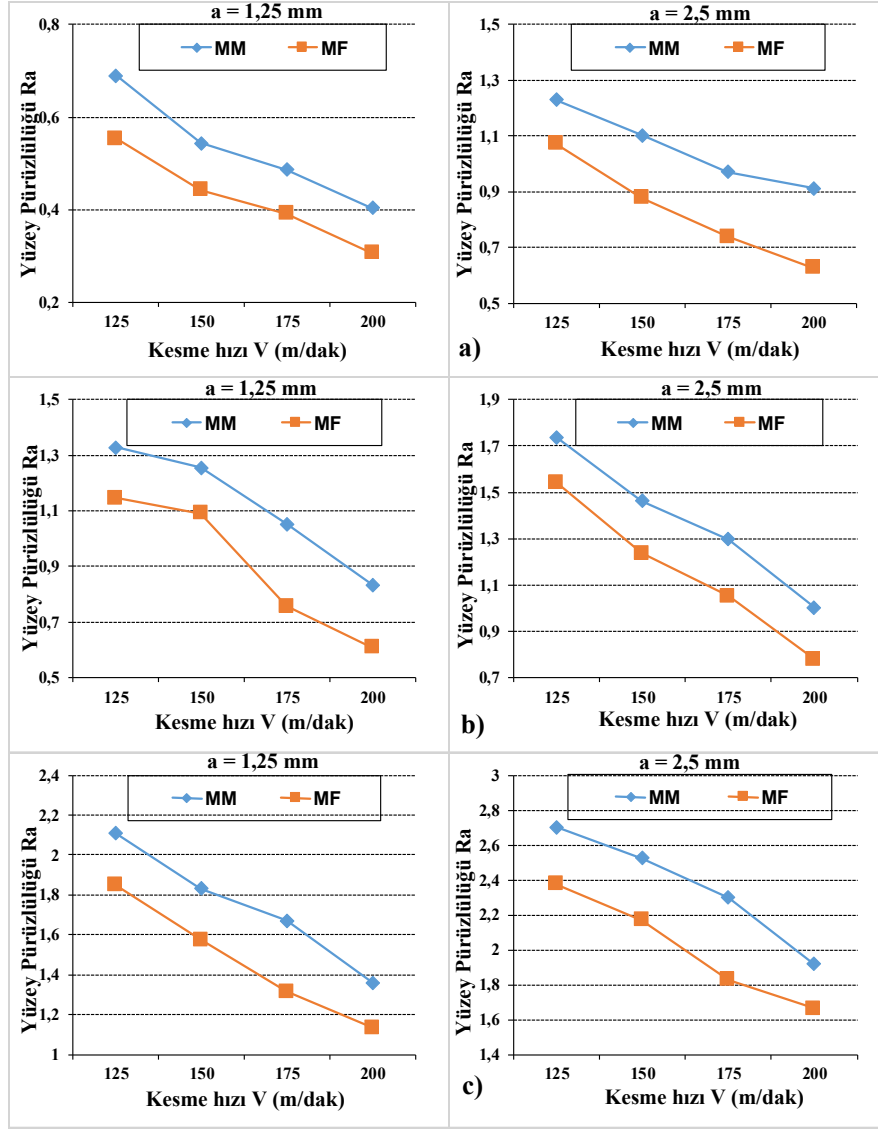 a = 1,25 mm
MM MF
Yüzey Pürüzlülüğü Ra
0,8
0,6
0,4
0,2
125 150 175 200
Kesme hızı V (m/dak)
a = 2,5 mm
MM MF
Yüzey Pürüzlülüğü Ra
1,5
1,3
1,1
0,9
0,7
0,5
125 150 175 200
a) Kesme hızı V (m/dak)
a = 1,25 mm
MM MF
Yüzey Pürüzlülüğü Ra
1,5
1,3
1,1
0,9
0,7
0,5
125 150 175 200
Kesme hızı V (m/dak)
a = 2,5 mm
MM MF
Yüzey Pürüzlülüğü Ra
1,9
1,7
1,5
1,3
1,1
0,9
0,7
125 150 175 200
b) Kesme hızı V (m/dak)
a = 1,25 mm
MM MF
Yüzey Pürüzlülüğü Ra
2,4
2,2
2
1,8
1,6
1,4
1,2
1
125 150 175 200
Kesme hızı V (m/dak)
a = 2,5 mm
MM MF
Yüzey Pürüzlülüğü Ra
3
2,8
2,6
2,4
2,2
2
1,8
1,6
1,4
125 150 175 200
c) Kesme hızı V (m/dak)